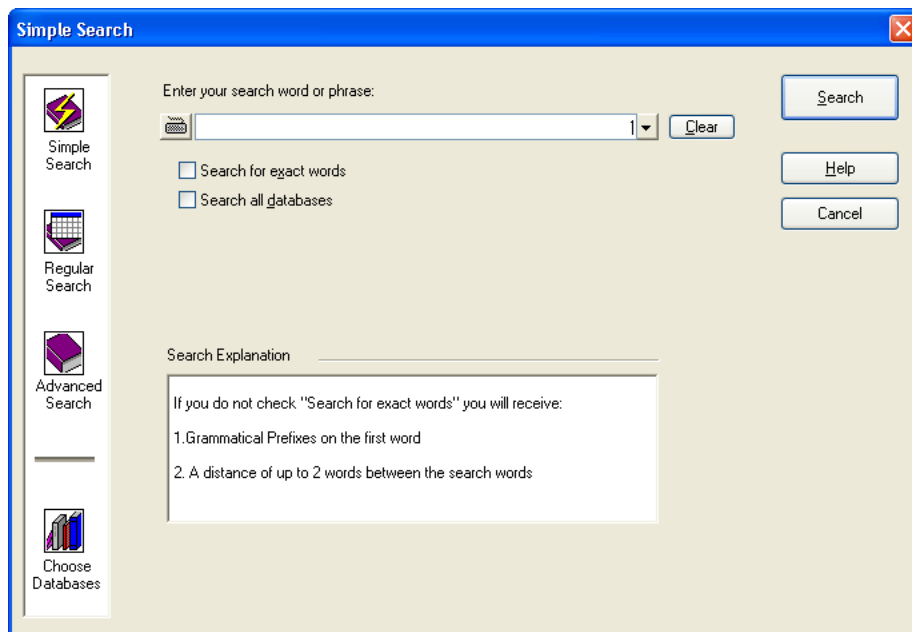 Simple Search
Enter your search word or phrase:
1
Clear
Search for exact words
Search all databases
Search
Help
Cancel
Simple
Search
Regular
Search
Advanced
Search
Choose
Databases
Search Explanation
If you do not check "Search for exact words" you will receive:
1.Grammatical Prefixes on the first word
2. A distance of up to 2 words between the search words